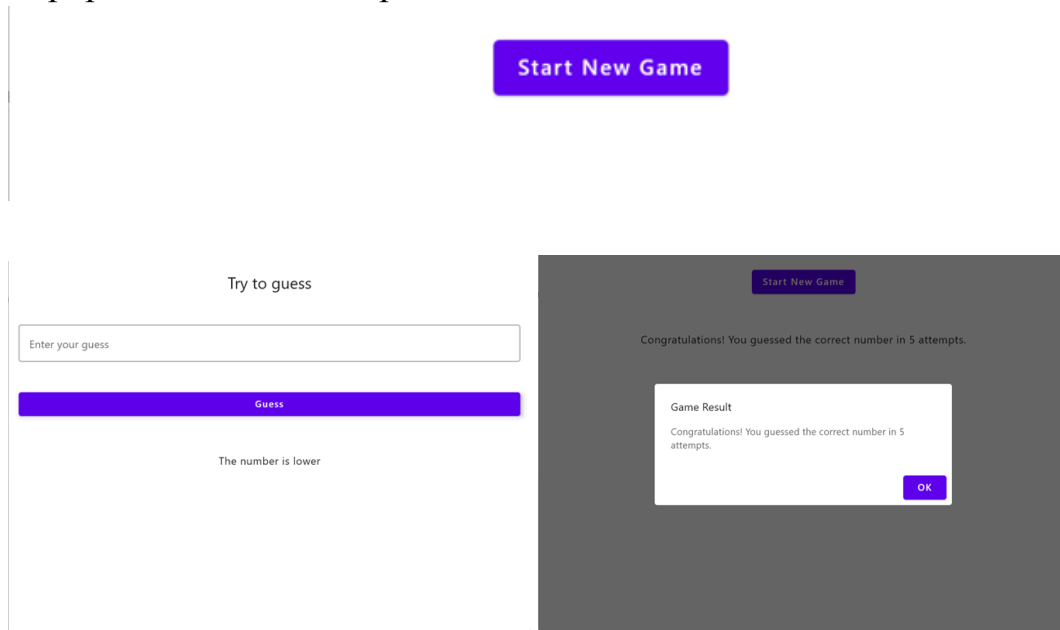 Start New Game
Try to guess
Enter your guess
Guess
The number is lower
Start New Game
Congratulations! You guessed the correct number in 5 attempts.
Game Result
Congratulations! You guessed the correct number in 5
attempts.
OK